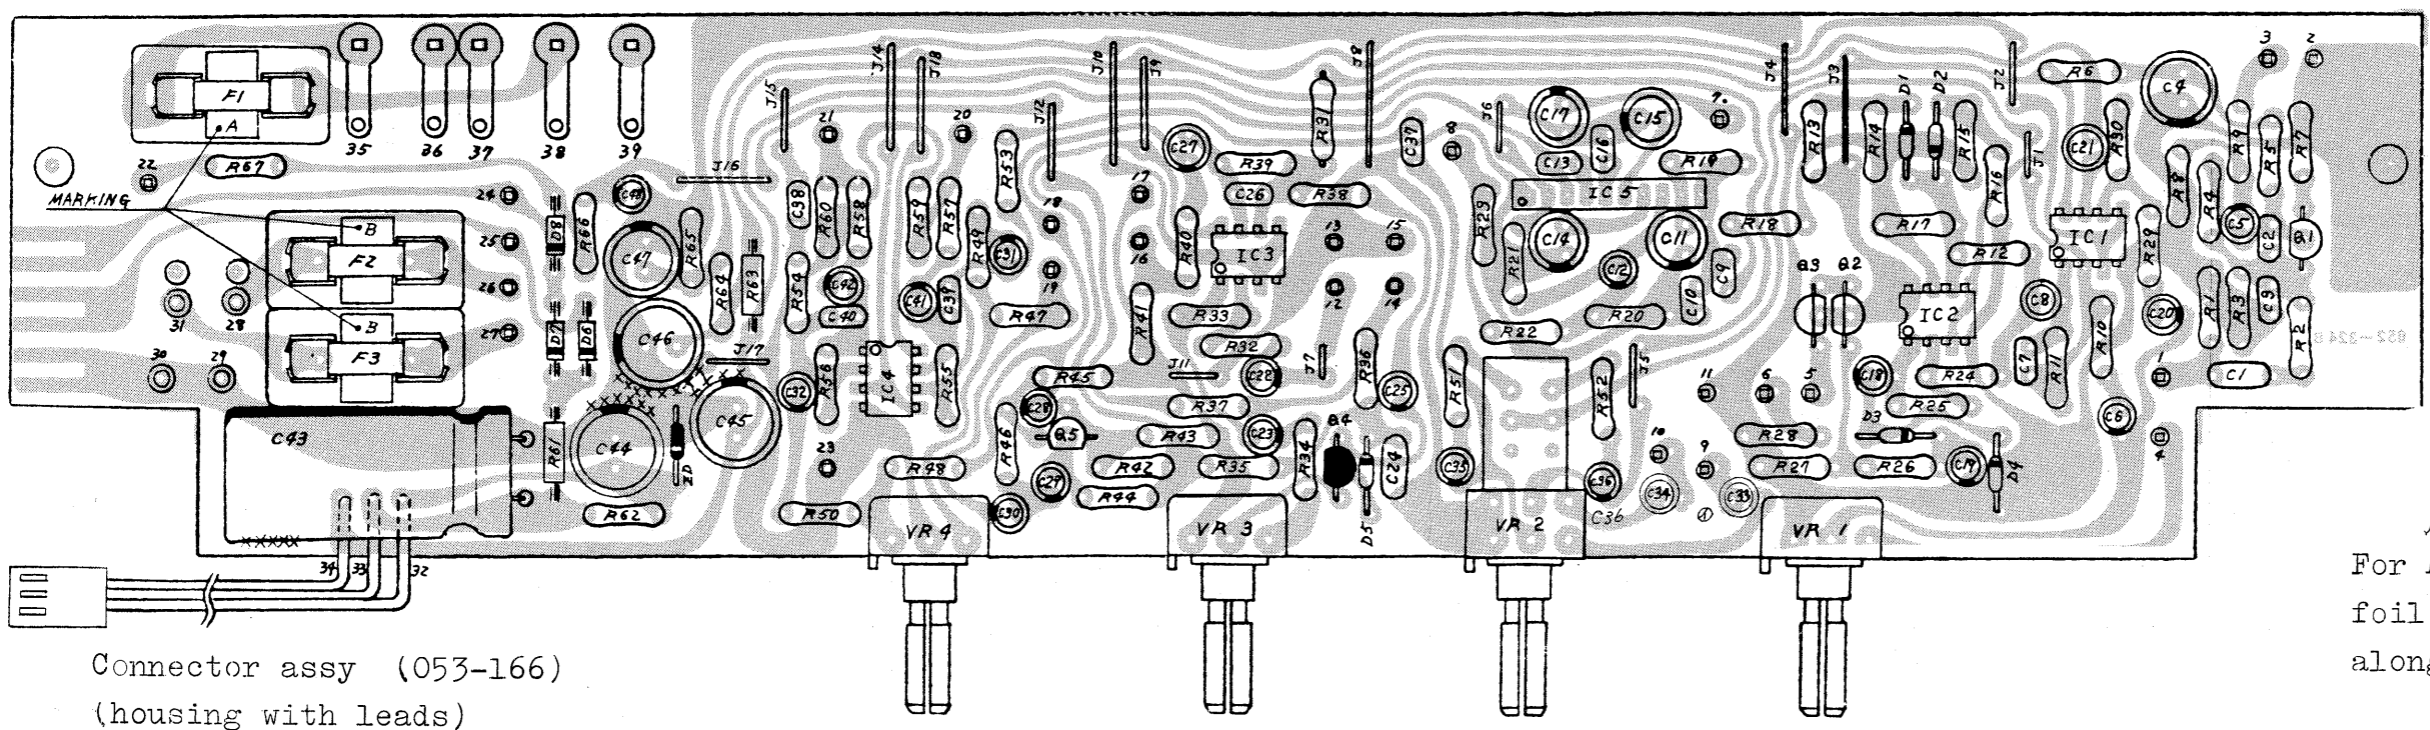 J14
J18
J10
J9
J8
J4
J3
D1
D2
J2
R6
C4
3
2
F1
A
35
36
37
38
39
J15
21
20
J12
R31
C37
J6
C17
C15
7
8
C13
C16
R19
R13
R14
R15
R16
J1
C21
R30
R9
R5
R7
22
R67
MARKING
J16
C48
C38
R60
R58
R59
R57
R53
R49
C27
R39
C26
R38
17
18
R23
IC5
R8
R4
24
D8
R66
R65
25
B
F2
C47
R64
R63
R54
C42
C41
C39
C31
16
19
R40
IC3
13
15
R21
C14
C11
C12
C9
C10
R18
R17
R12
IC1
R29
C5
C2
Q1
26
27
31
28
30
29
B
F3
D7
D6
C46
J17
C40
R47
R41
R33
R32
12
14
R22
R20
Q3
Q2
IC2
C8
R10
C20
R1
R3
C3
R2
C32
R56
IC4
R55
R45
J11
C22
J7
R36
C25
R51
R52
J5
11
6
5
C18
R24
C7
R11
1
C1
C43
R61
C44
ZD
C45
23
R48
R46
C28
Q5
C29
R43
R42
R44
R37
C23
R35
R34
Q4
D5
C24
C35
C36
C34
10
9
C33
R28
R27
D3
R25
R26
C19
D4
C6
4
R62
R50
VR 4
C30
VR 3
VR 2
C36
VR 1
34
33
32
Connector assy (053-166)
(housing with leads)
For
foil
along